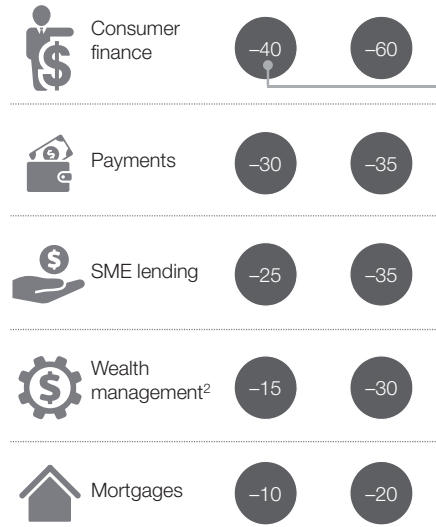 Consumer
finance
–40
–60
Payments
–30
–35
SME lending
–25
–35
Wealth
management²
–15
–30
Mortgages
–10
–20